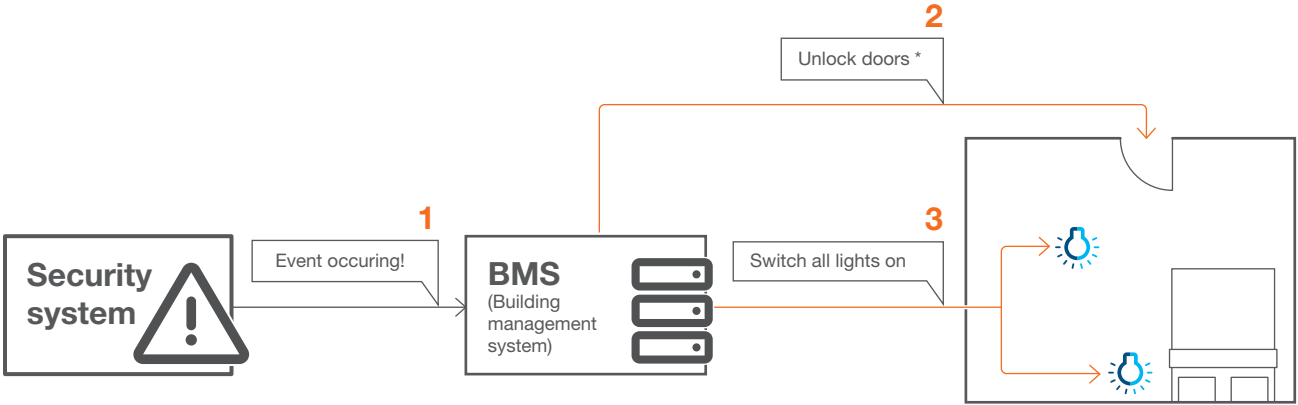 2
Unlock doors *
1
3
Security
system
Event occuring!
BMS
(Building
management
system)
Switch all lights on